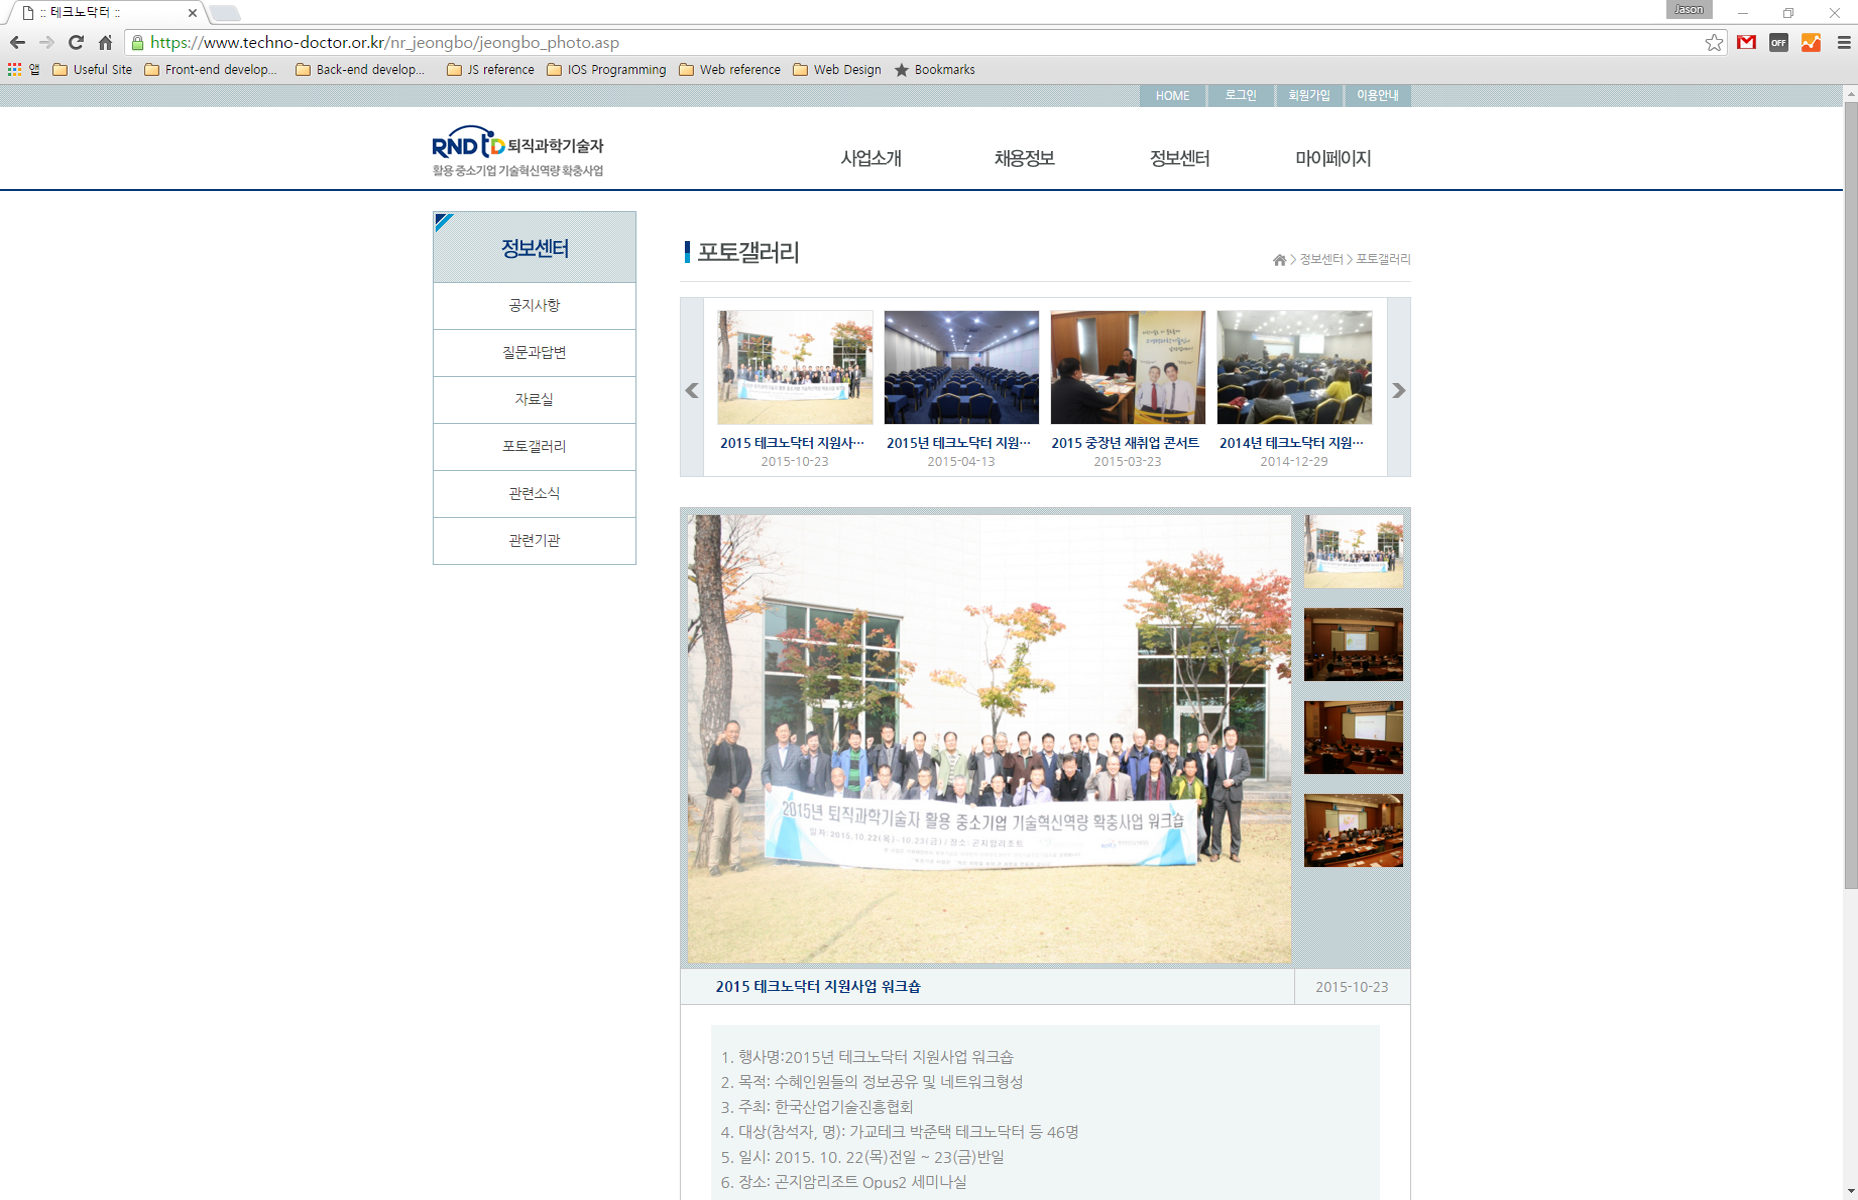 :: 테크노닥터 ::
Jason
https://www.techno-doctor.or.kr/nr_jeongbo/jeongbo_photo.asp
OFF
앱
Useful Site
Front-end develop...
Back-end develop...
JS reference
IOS Programming
Web reference
Web Design
Bookmarks
HOME
로그인
회원가입
이용안내
RND td 퇴직과학기술자
활용 중소기업 기술혁신역량 확충사업
사업소개
채용정보
정보센터
마이페이지
정보센터
공지사항
질문과답변
자료실
포토갤러리
관련소식
관련기관
포토갤러리
> 정보센터 > 포토갤러리
2015 테크노닥터 지원사…
2015-10-23
2015년 테크노닥터 지원…
2015-04-13
2015 중장년 재취업 콘서트
2015-03-23
2014년 테크노닥터 지원…
2014-12-29
2015년 퇴직과학기술자 활용 중소기업 기술혁신역량 확충사업 워크숍
일자:2015.10.22(목)~10.23(금)/장소:곤지암리조트
2015 테크노닥터 지원사업 워크숍
2015-10-23
1. 행사명:2015년 테크노닥터 지원사업 워크숍
2. 목적: 수혜인원들의 정보공유 및 네트워크형성
3. 주최: 한국산업기술진흥협회
4. 대상(참석자, 명): 가교테크 박준택 테크노닥터 등 46명
5. 일시: 2015. 10. 22(목)전일 ~ 23(금)반일
6. 장소: 곤지암리조트 Opus2 세미나실